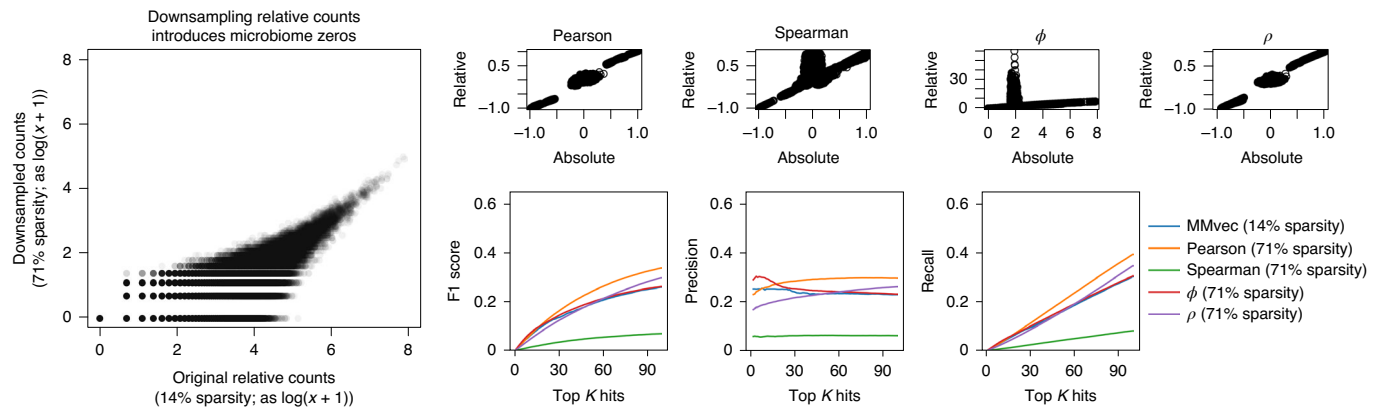 Downsampling relative counts
introduces microbiome zeros
Downsampled counts
(71% sparsity; as log(x + 1))
8
6
4
2
0
0 2 4 6 8
Original relative counts
(14% sparsity; as log(x + 1))
Pearson
Relative
0.5
–1.0
–1.0 0 1.0
Absolute
Spearman
Relative
0.5
–1.0
–1.0 0 1.0
Absolute
ϕ
Relative
30
0
0 2 4 6 8
Absolute
ρ
Relative
0.5
–1.0
–1.0 0 1.0
Absolute
F1 score
0.6
0.4
0.2
0
0 30 60 90
Top K hits
Precision
0.6
0.4
0.2
0
0 30 60 90
Top K hits
Recall
0.6
0.4
0.2
0
0 30 60 90
Top K hits
MMvec (14% sparsity)
Pearson (71% sparsity)
Spearman (71% sparsity)
ϕ (71% sparsity)
ρ (71% sparsity)